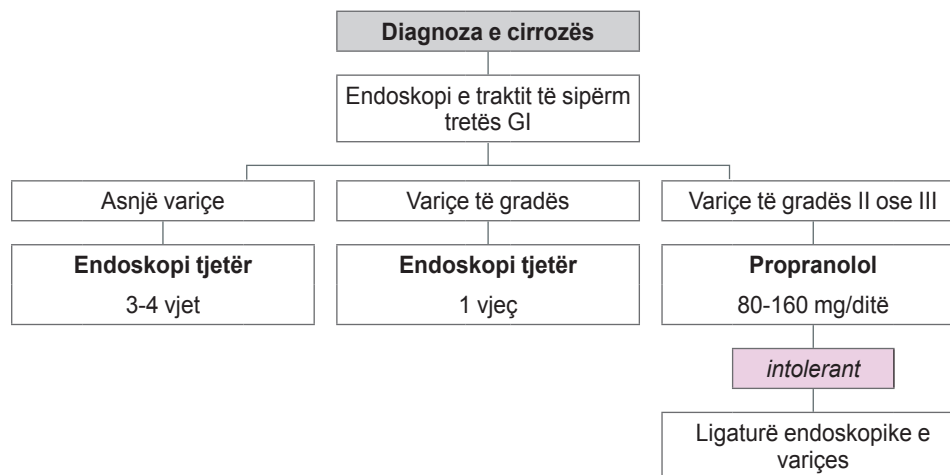 Diagnoza e cirrozës
Endoskopi e traktit të sipërm
tretës GI
Asnjë variçe
Variçe të gradës
Variçe të gradës II ose III
Endoskopi tjetër
3-4 vjet
Endoskopi tjetër
1 vjeç
Propranolol
80-160 mg/ditë
intolerant
Ligaturë endoskopike e
variçes